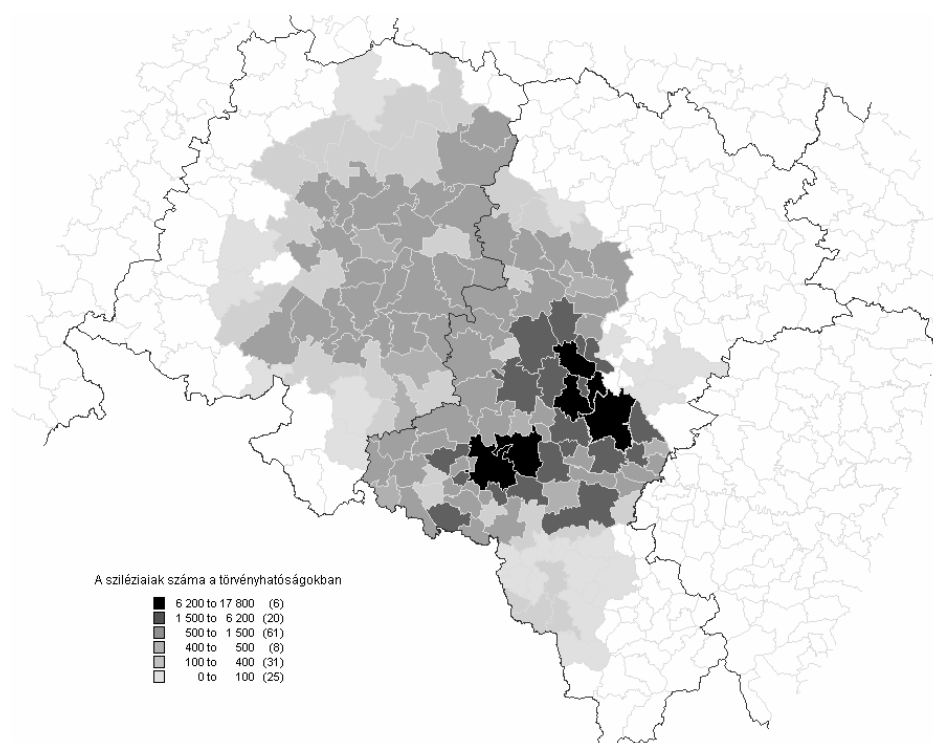 A sziléziaiak száma a törvényhatóságokban
6 200 to 17 800 (6)
1 500 to 6 200 (20)
500 to 1 500 (61)
400 to 500 (8)
100 to 400 (31)
0 to 100 (25)